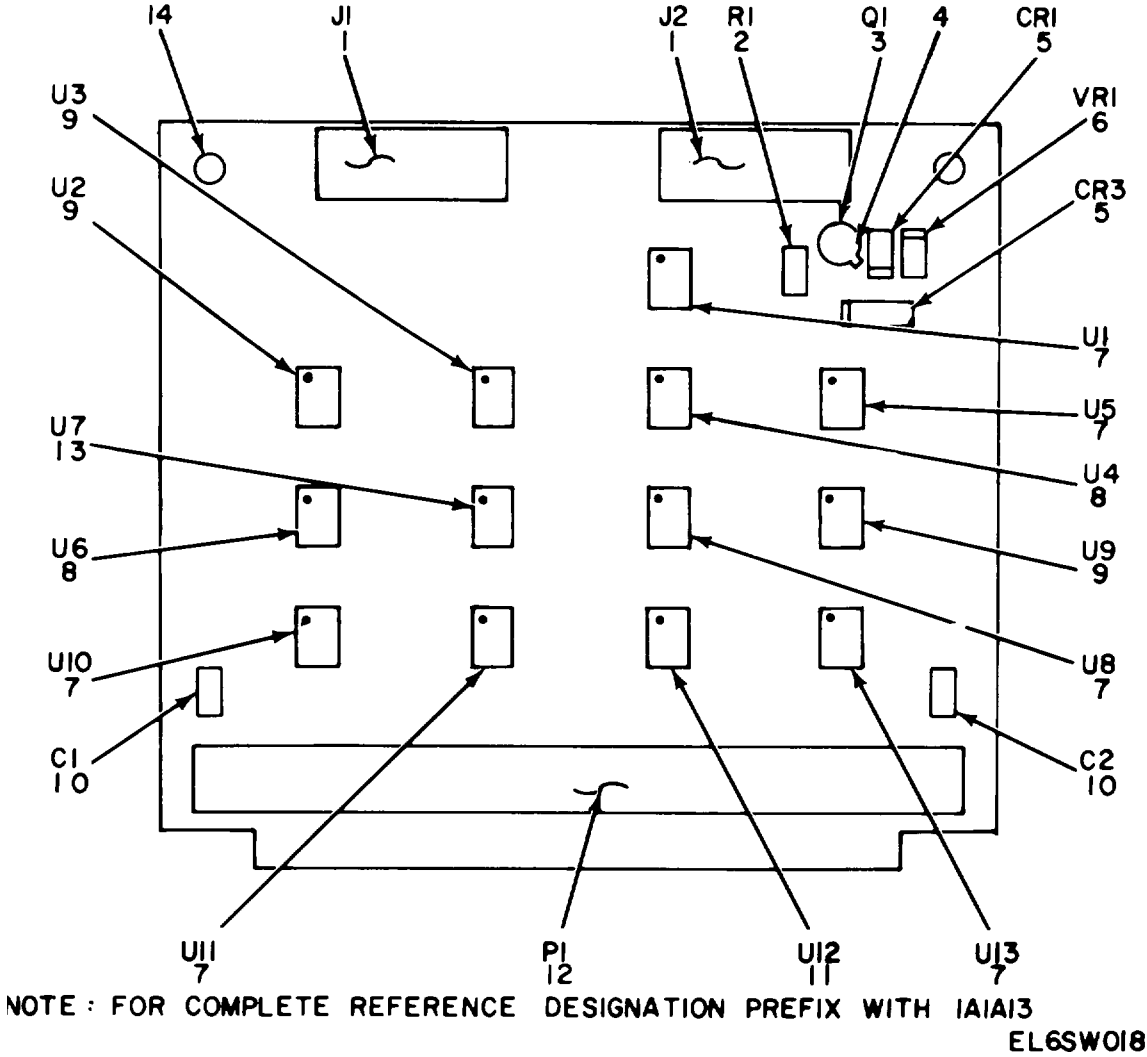 14
J1
1
J2
1
R1
2
Q1
3
4
CR1
5
U3
9
VR1
6
U2
9
CR3
5
U1
7
U7
13
U5
7
U4
8
U6
8
U9
9
U10
7
U8
7
C1
10
C2
10
U11
7
P1
12
U12
11
U13
7
NOTE : FOR COMPLETE REFERENCE DESIGNATION PREFIX WITH 1A1A13
EL6SW018